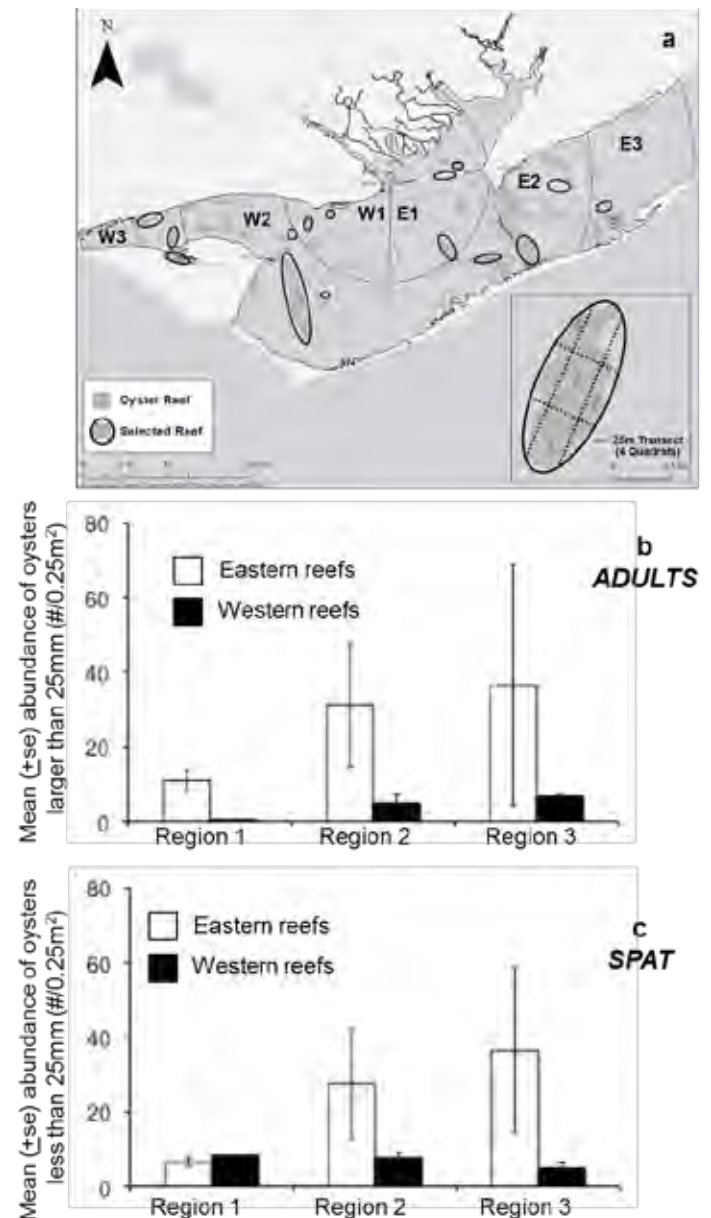 N
a
E3
E2
W3
W2
W1
E1
Oyster Reef
Selected Reef
25m Transect
(4 Quadrats)
Mean (+se) abundance of oysters
larger than 25mm (#/0.25m²)
80
60
40
20
0
Eastern reefs
Western reefs
b
ADULTS
Region 1
Region 2
Region 3
Mean (+se) abundance of oysters
less than 25mm (#/0.25m²)
80
60
40
20
0
Eastern reefs
Western reefs
c
SPAT
Region 1
Region 2
Region 3